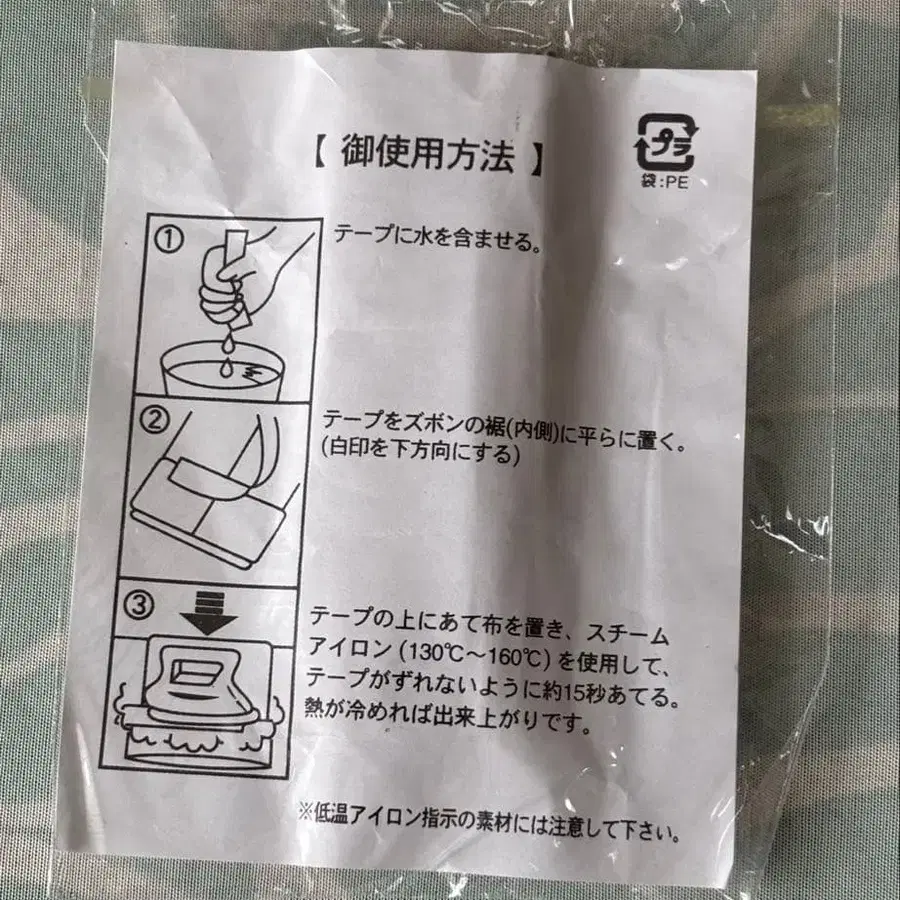 【 御使用方法 】
プラ
袋:PE
①
テープに水を含ませる。
②
テープをズボンの裾(内側)に平らに置く。
(白印を下方向にする)
③
テープの上にあて布を置き、スチーム
アイロン(130℃～160℃)を使用して、
テープがずれないように約15秒あてる。
熱が冷めれば出来上がりです。
※低温アイロン指示の素材には注意して下さい。